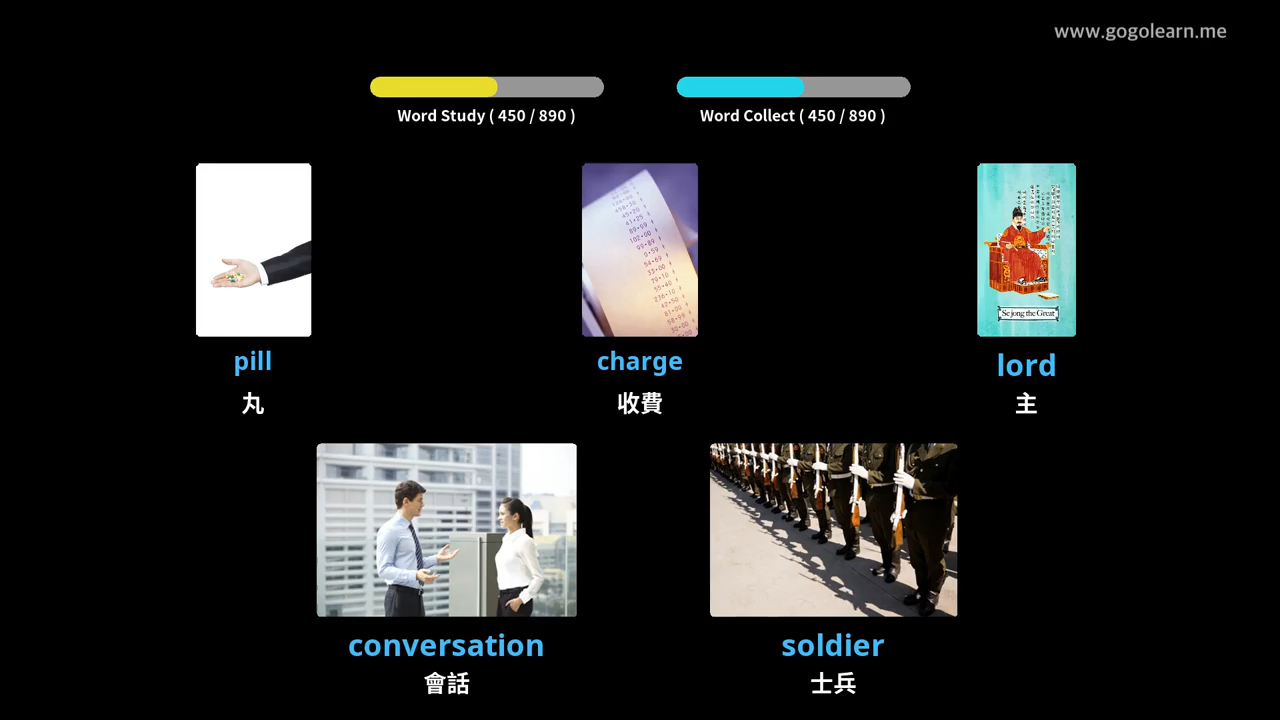 www.gogolearn.me
Word Study ( 450 / 890 )
Word Collect ( 450 / 890 )
Se jong the Great
pill
charge
lord
丸
收費
主
conversation
soldier
會話
士兵